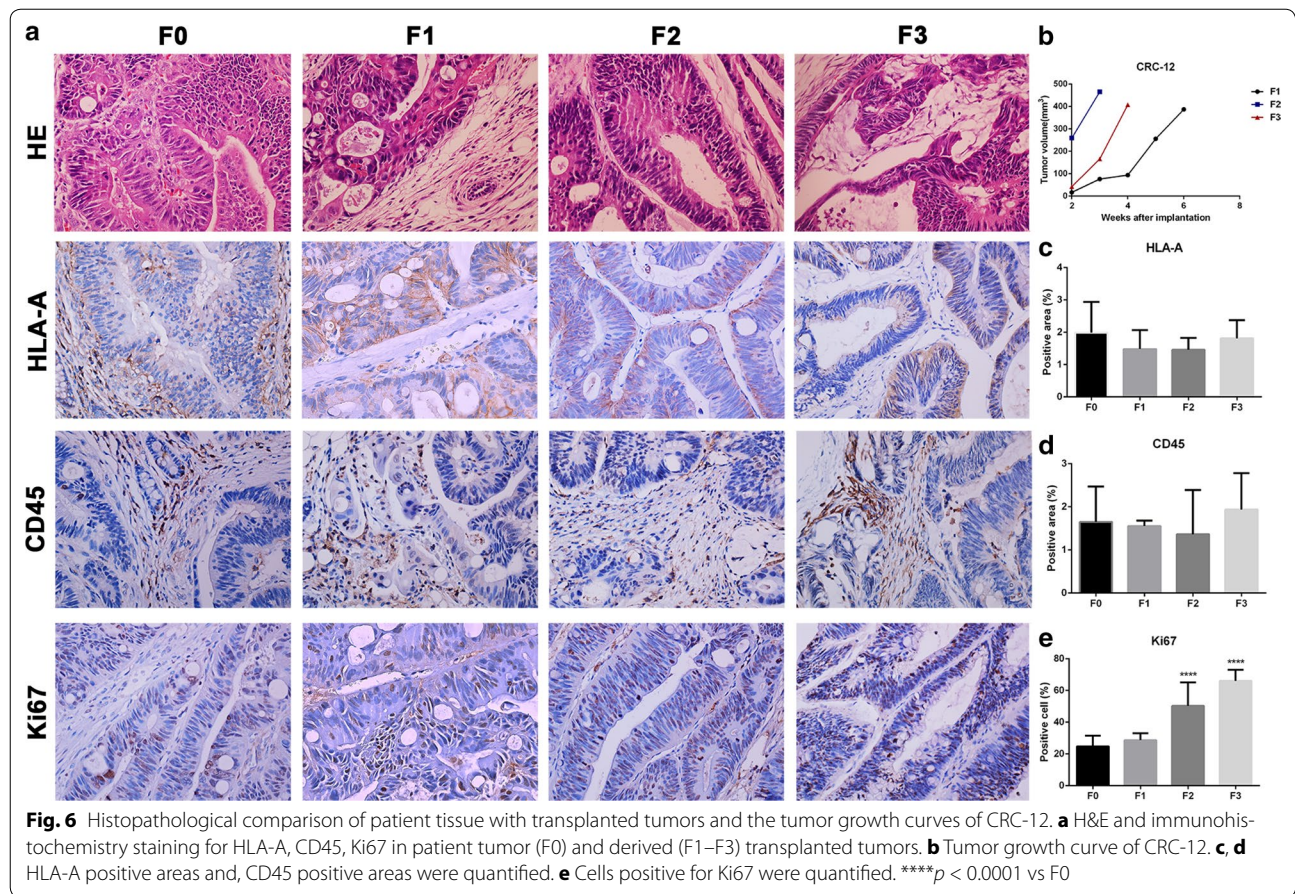 a
F0 F1 F2 F3
HE
HLA-A
CD45
Ki67
b
CRC-12
Tumor volume(mm³)
500
400
300
200
100
0
2 4 6 8
Weeks after implantation
F1
F2
F3
c
HLA-A
Positive area (%)
4
3
2
1
0
F0 F1 F2 F3
d
CD45
Positive area (%)
3
2
1
0
F0 F1 F2 F3
e
Ki67
Positive cell (%)
80
60
40
20
0
**** ****
F0 F1 F2 F3
Fig. 6 Histopathological comparison of patient tissue with transplanted tumors and the tumor growth curves of CRC-12. a H&E and immunohis-
tochemistry staining for HLA-A, CD45, Ki67 in patient tumor (F0) and derived (F1–F3) transplanted tumors. b Tumor growth curve of CRC-12. c, d
HLA-A positive areas and, CD45 positive areas were quantified. e Cells positive for Ki67 were quantified. ****p < 0.0001 vs F0